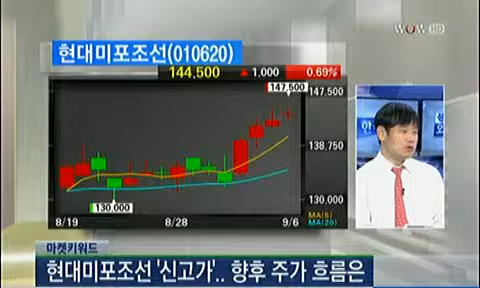 현대미포조선(010620)
WOW HD
144,500 ▲ 1,000 0.69%
147,500
147,500
138,750
130,000
130,000
8/19 8/28 9/6
MA(5)
MA(20)
마켓키워드
현대미포조선 '신고가'.. 향후 주가 흐름은